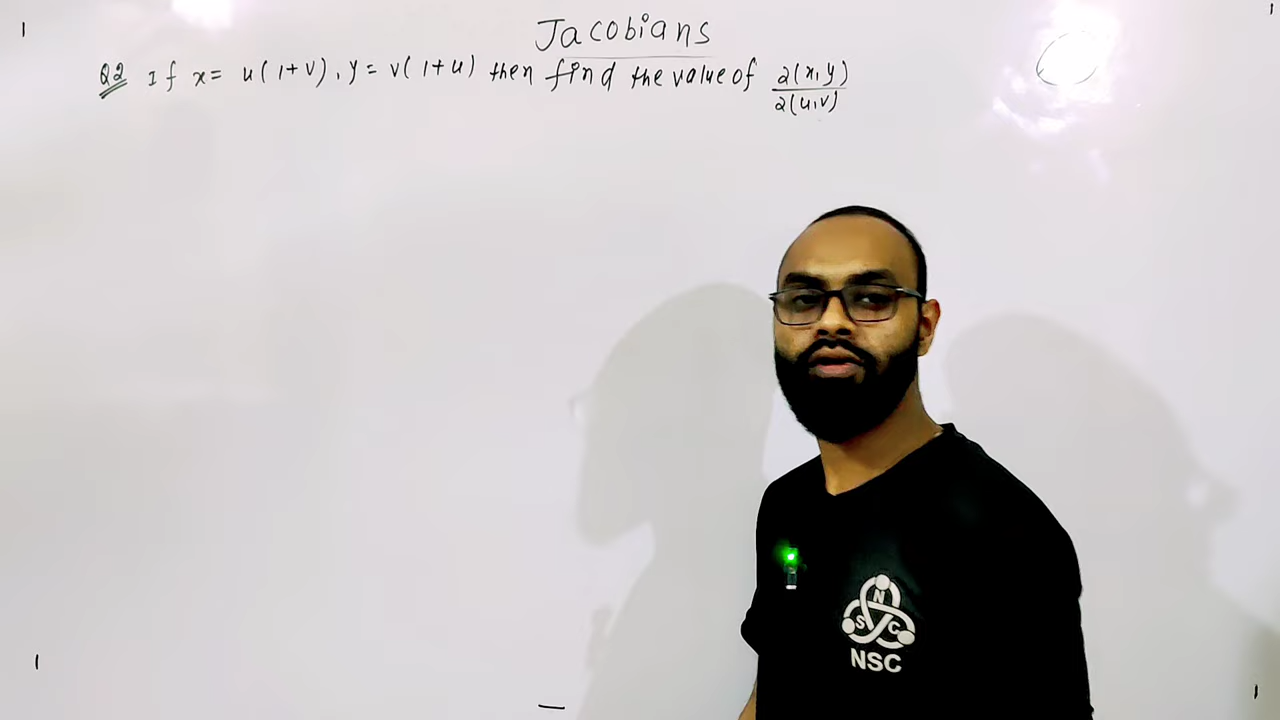 Jacobians
Q2 If x = u(1+v), y = v(1+u) then find the value of ∂(x,y)/∂(u,v)
N
S C
NSC